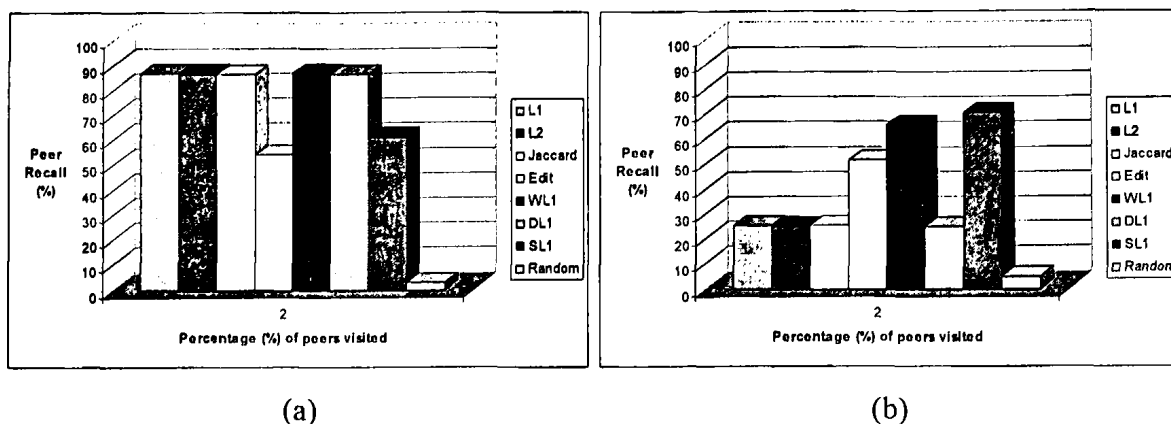 100
90
80
70
60
50
40
30
20
10
0
Peer
Recall
(%)
2
Percentage (%) of peers visited
L1
L2
Jaccard
Edit
WL1
DL1
SL1
Random
(a)
100
90
80
70
60
50
40
30
20
10
0
Peer
Recall
(%)
2
Percentage (%) of peers visited
L1
L2
Jaccard
Edit
WL1
DL1
SL1
Random
(b)